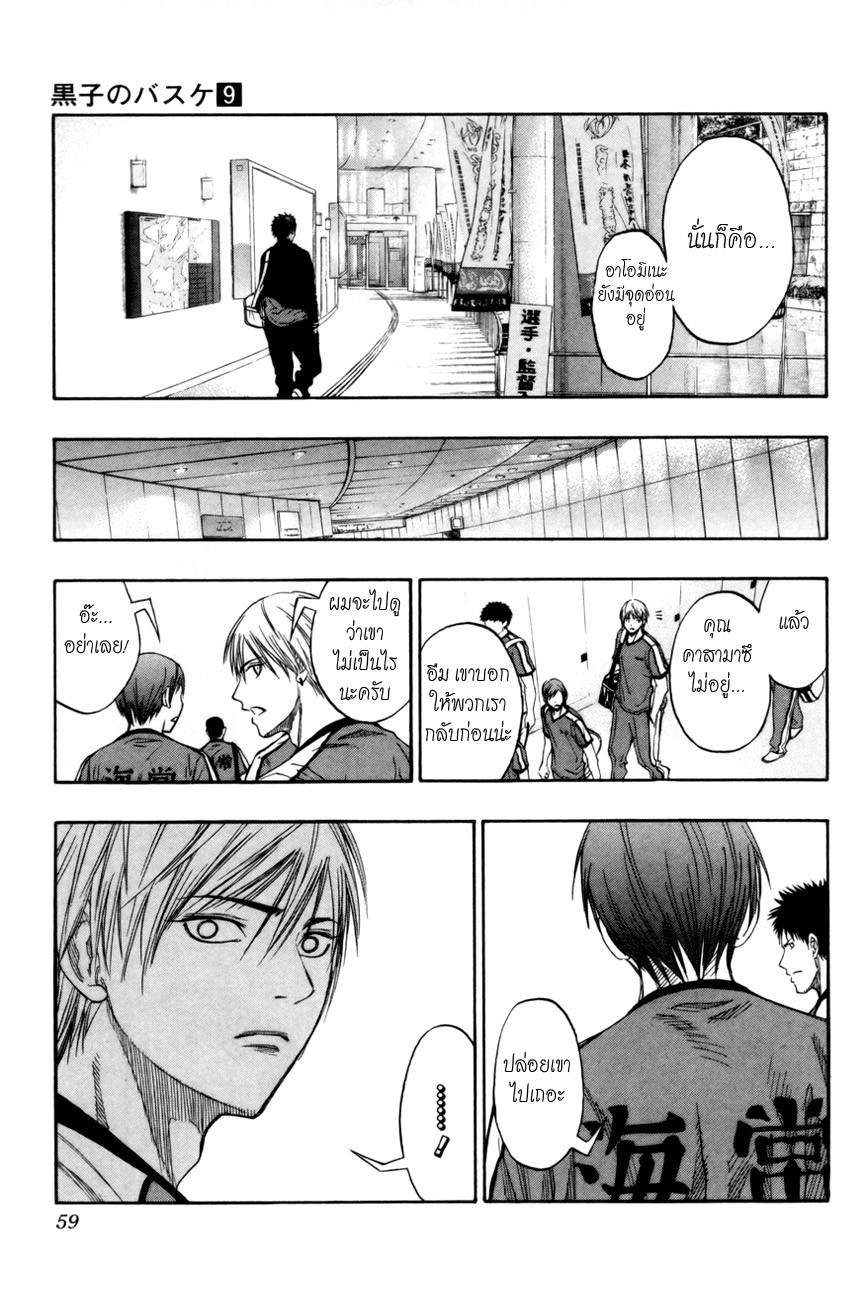 黒子のバスケ9
นั่นก็คือ...
อาโอมิเนะ
ยังมีจุดอ่อน
อยู่
選手・監督
แล้ว
คุณ
คาสามาซึ
ไม่อยู่...
อืม เขาบอก
ให้พวกเรา
กลับก่อนน่ะ
ผมจะไปดู
ว่าเขา
ไม่เป็นไร
นะครับ
อ๊ะ...
อย่าเลย!
海常
常
ปล่อยเขา
ไปเถอะ
海常
......!
59